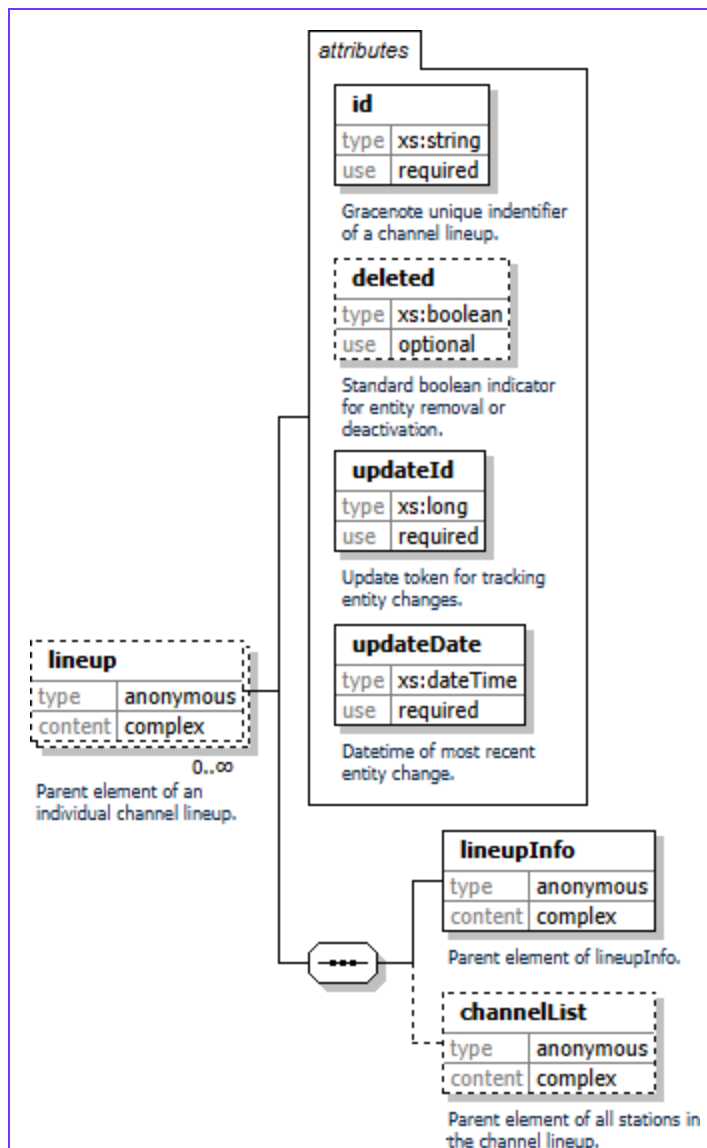 attributes
id
type xs:string
use required
Gracenote unique indentifier
of a channel lineup.
deleted
type xs:boolean
use optional
Standard boolean indicator
for entity removal or
deactivation.
updateId
type xs:long
use required
Update token for tracking
entity changes.
updateDate
type xs:dateTime
use required
Datetime of most recent
entity change.
lineup
type anonymous
content complex
0..∞
Parent element of an
individual channel lineup.
lineupInfo
type anonymous
content complex
Parent element of lineupInfo.
channelList
type anonymous
content complex
Parent element of all stations in
the channel lineup.